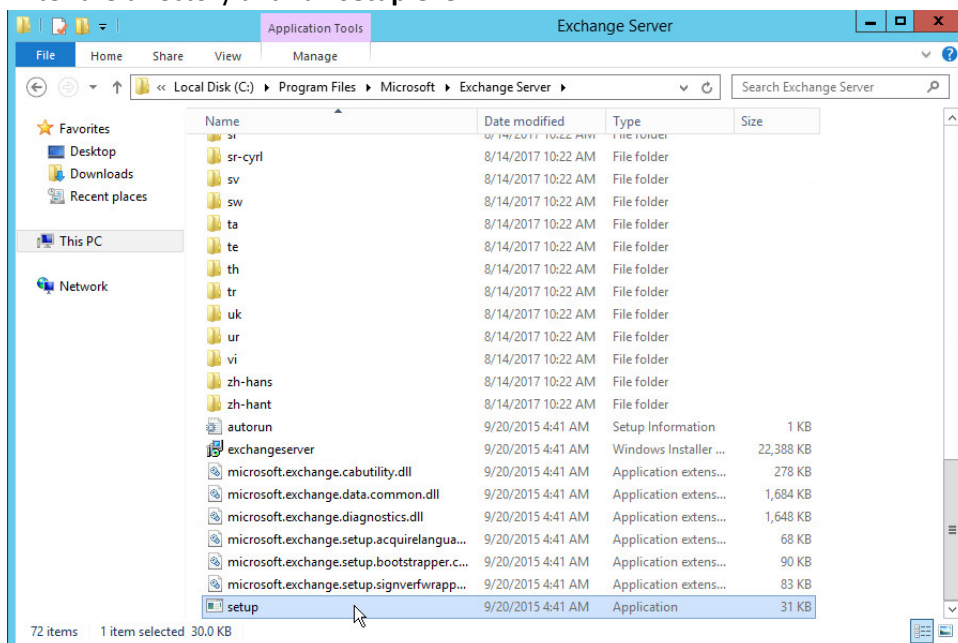 Application Tools Exchange Server
File Home Share View Manage
« Local Disk (C:) Program Files Microsoft Exchange Server Search Exchange Server
Name Date modified Type Size
Favorites
Desktop
Downloads
Recent places
This PC
Network
sr-cyrl 8/14/2017 10:22 AM File folder
sv 8/14/2017 10:22 AM File folder
sw 8/14/2017 10:22 AM File folder
ta 8/14/2017 10:22 AM File folder
te 8/14/2017 10:22 AM File folder
th 8/14/2017 10:22 AM File folder
tr 8/14/2017 10:22 AM File folder
uk 8/14/2017 10:22 AM File folder
ur 8/14/2017 10:22 AM File folder
vi 8/14/2017 10:22 AM File folder
zh-hans 8/14/2017 10:22 AM File folder
zh-hant 8/14/2017 10:22 AM File folder
autorun 9/20/2015 4:41 AM Setup Information 1 KB
exchangeserver 9/20/2015 4:41 AM Windows Installer ... 22,388 KB
microsoft.exchange.cabutility.dll 9/20/2015 4:41 AM Application extens... 278 KB
microsoft.exchange.data.common.dll 9/20/2015 4:41 AM Application extens... 1,684 KB
microsoft.exchange.diagnostics.dll 9/20/2015 4:41 AM Application extens... 1,648 KB
microsoft.exchange.setup.acquirelangua... 9/20/2015 4:41 AM Application extens... 68 KB
microsoft.exchange.setup.bootstrapper.c... 9/20/2015 4:41 AM Application extens... 90 KB
microsoft.exchange.setup.signverfwrapp... 9/20/2015 4:41 AM Application extens... 83 KB
setup 9/20/2015 4:41 AM Application 31 KB
72 items 1 item selected 30.0 KB